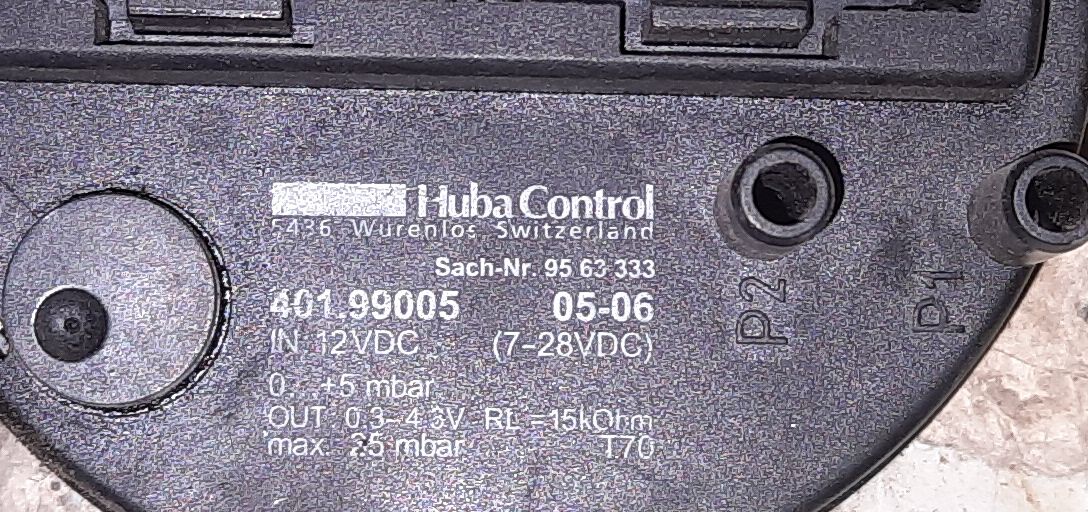 Huba Control
5436 Würenlos Switzerland
Sach-Nr. 95 63 333
401.99005 05-06
IN 12VDC (7-28VDC)
0... +5 mbar
OUT 0.3-4.3V RL =15kOhm
max. 25 mbar T70
P2
P1